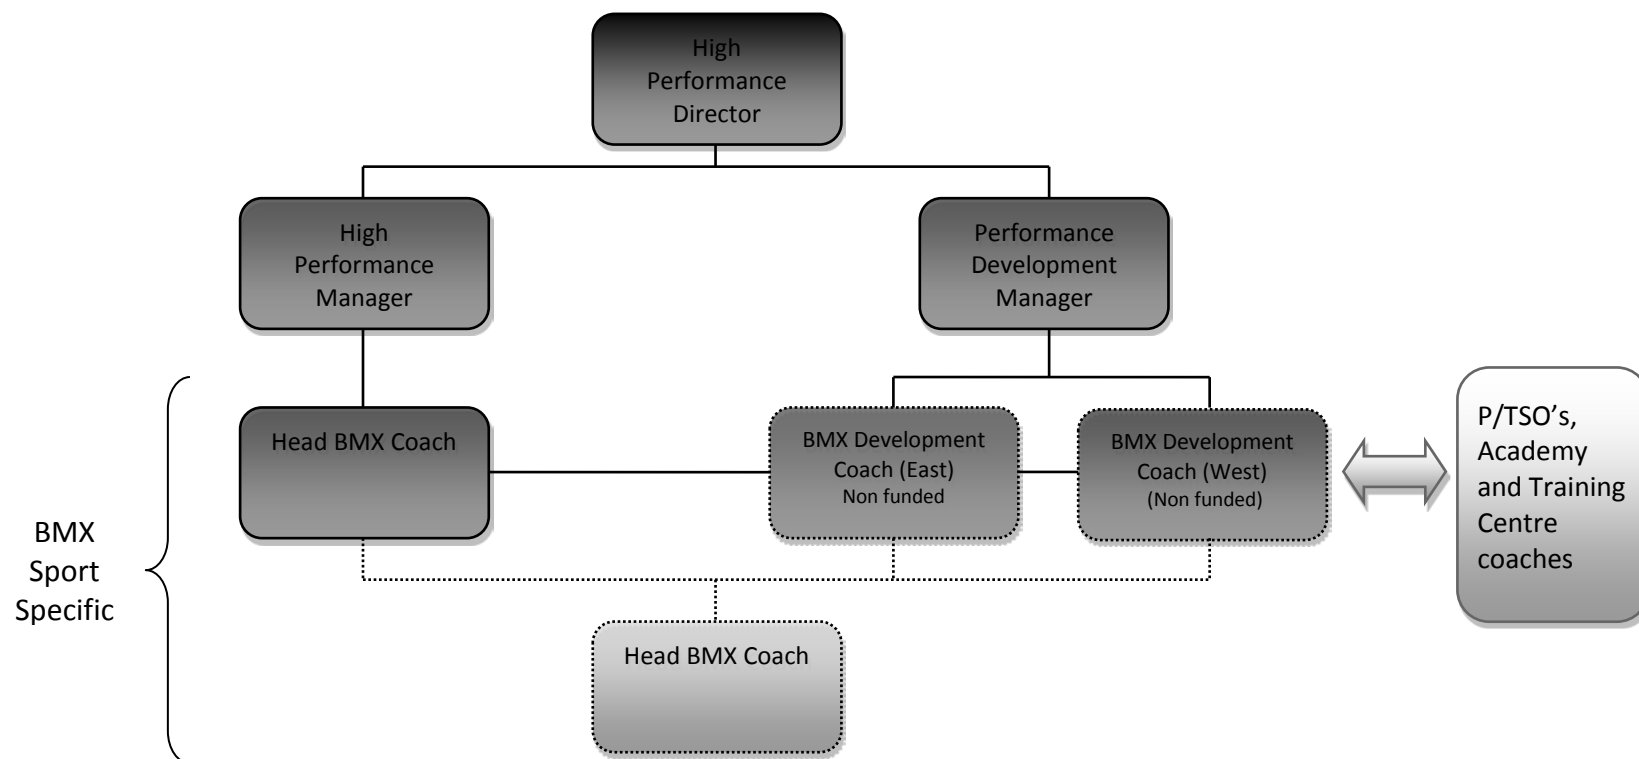 High
Performance
Director
High
Performance
Manager
Performance
Development
Manager
Head BMX Coach
BMX Development
Coach (East)
Non funded
BMX Development
Coach (West)
(Non funded)
P/TSO’s,
Academy
and Training
Centre
coaches
BMX
Sport
Specific
Head BMX Coach